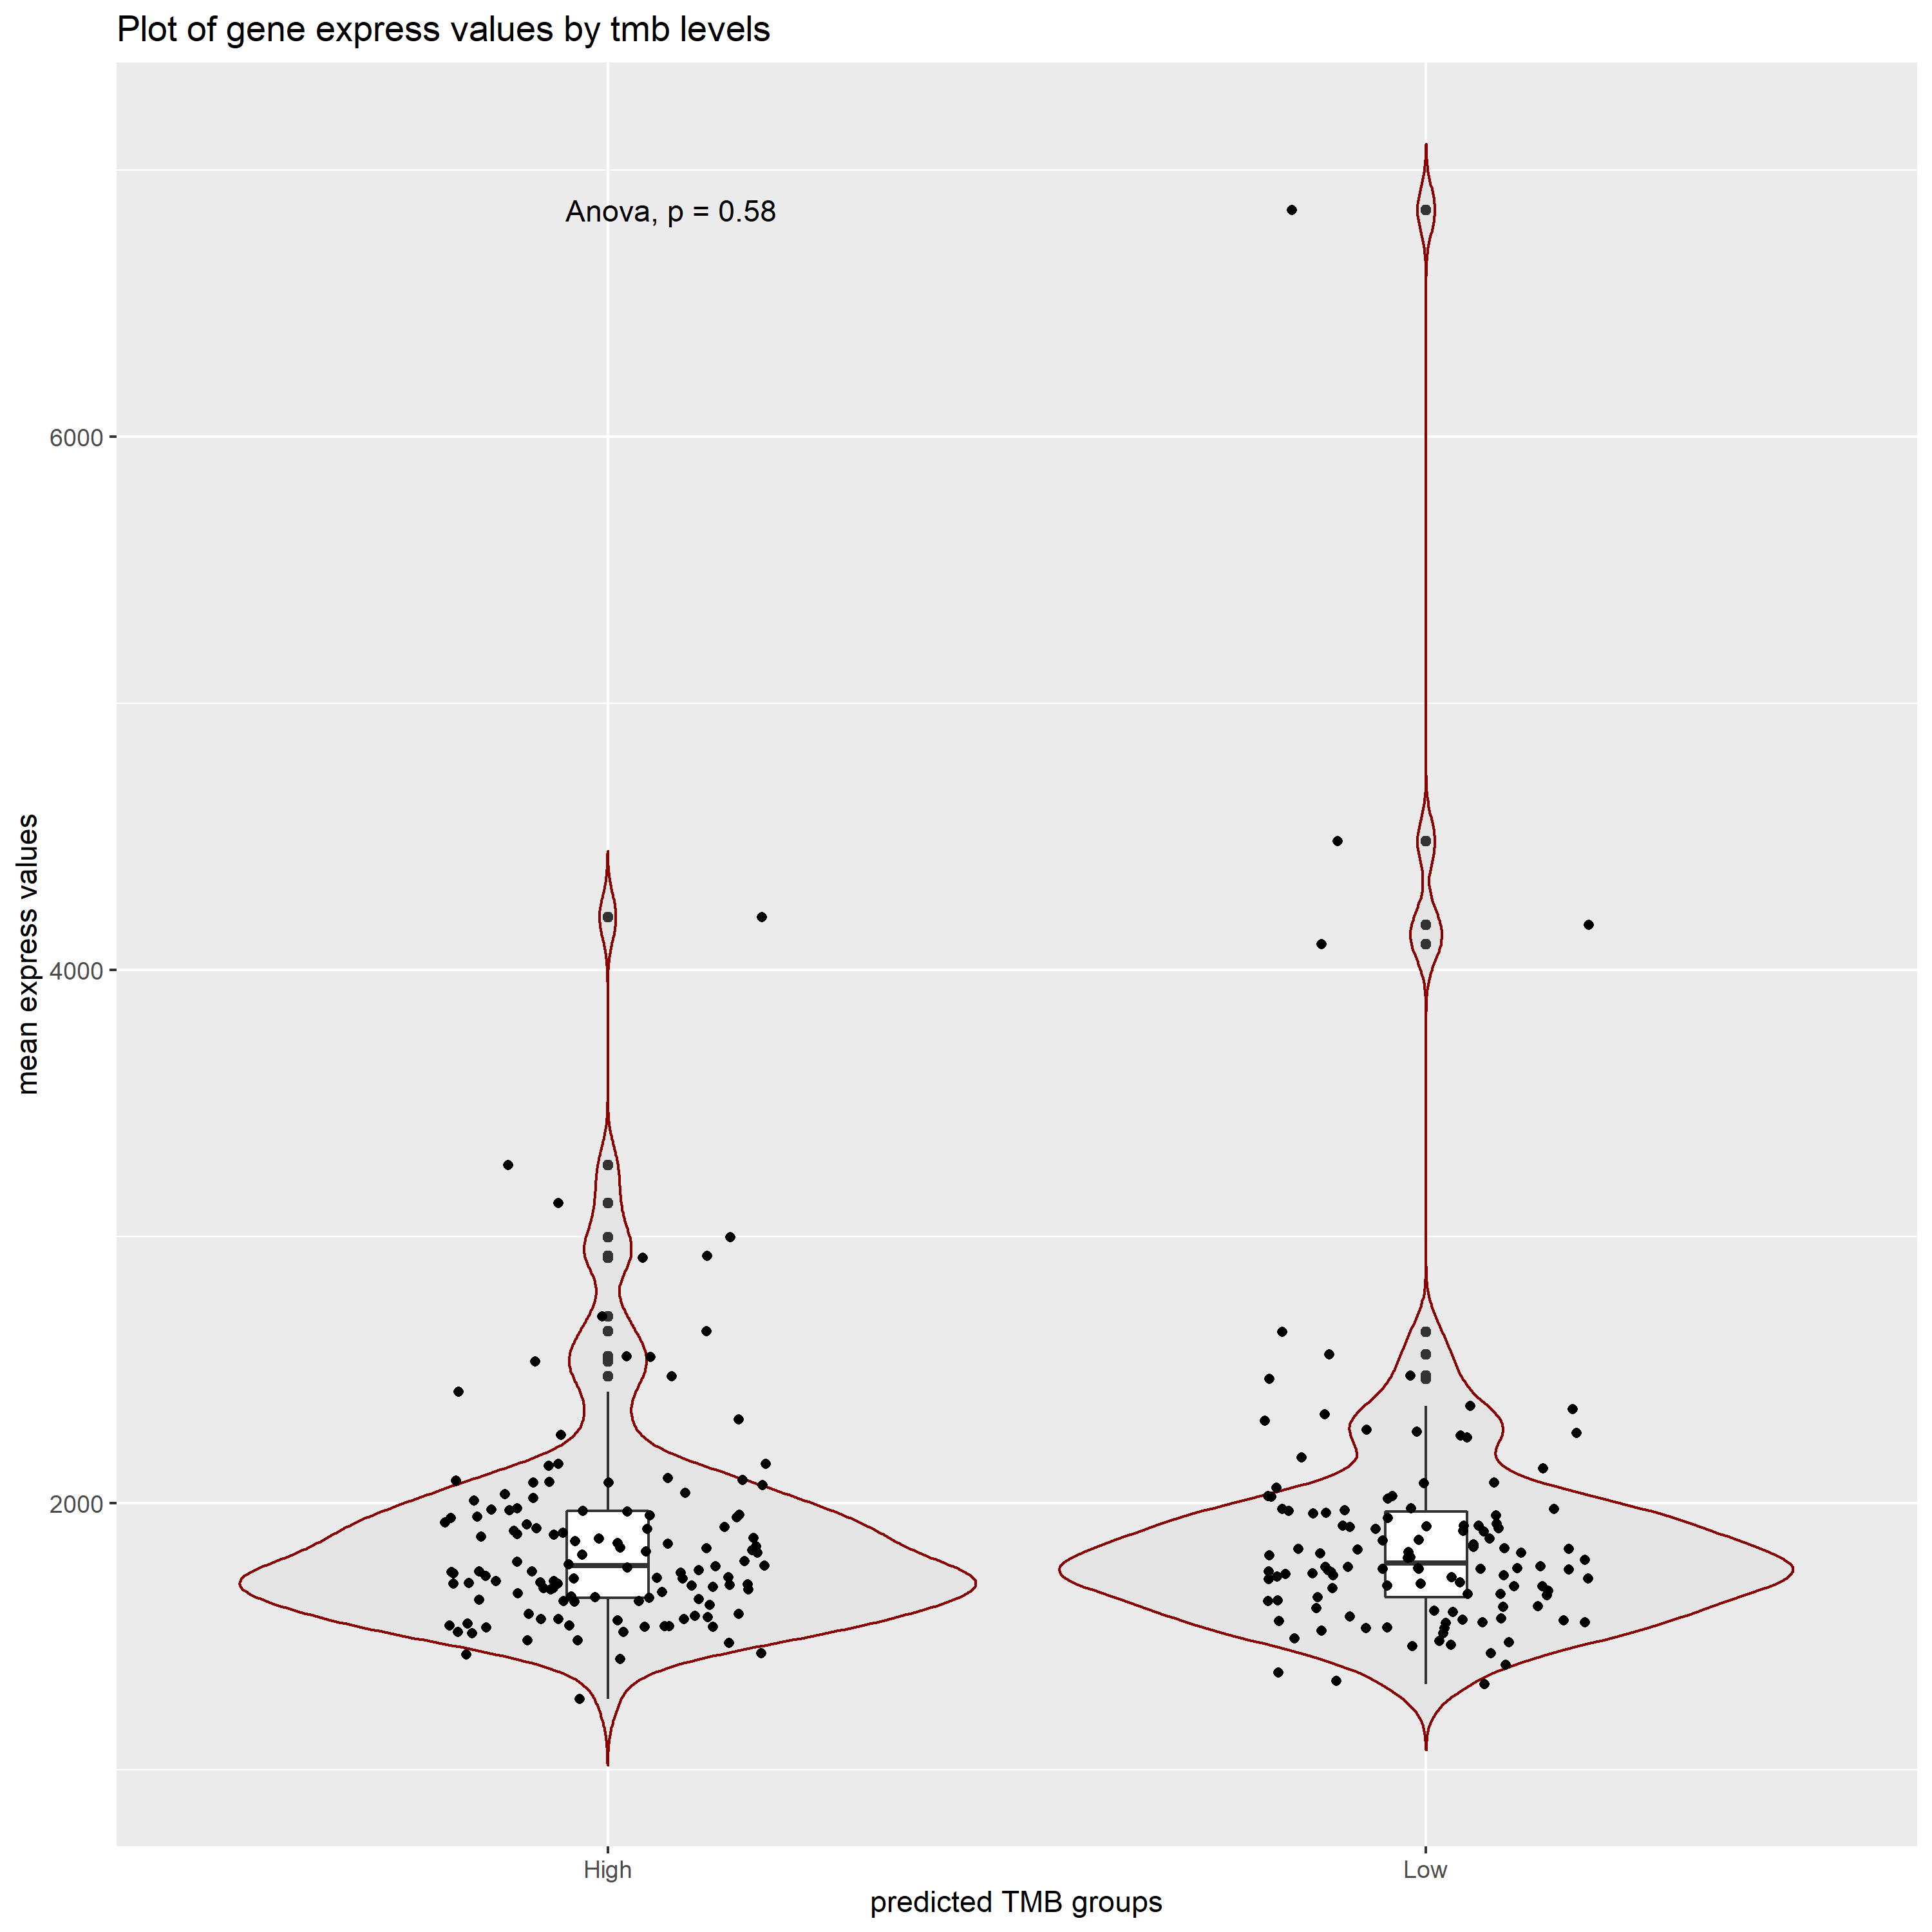 Plot of gene express values by tmb levels
Anova, p = 0.58
6000
4000
2000
mean express values
High
Low
predicted TMB groups